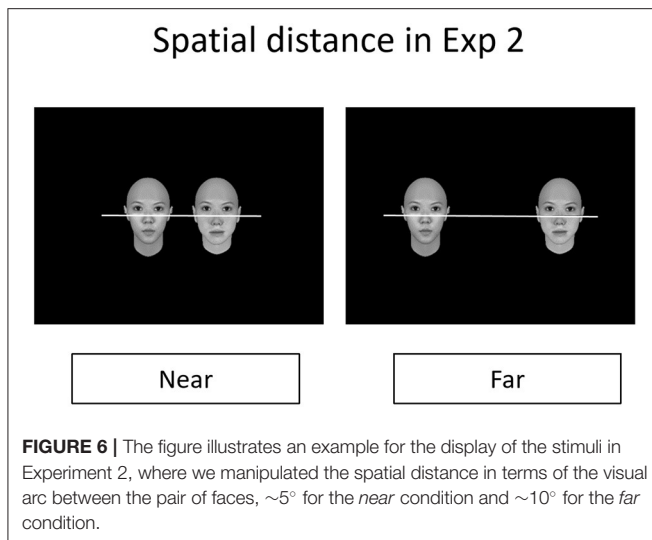 Spatial distance in Exp 2
Near
Far
FIGURE 6 | The figure illustrates an example for the display of the stimuli in
Experiment 2, where we manipulated the spatial distance in terms of the visual
arc between the pair of faces, ~5° for the near condition and ~10° for the far
condition.